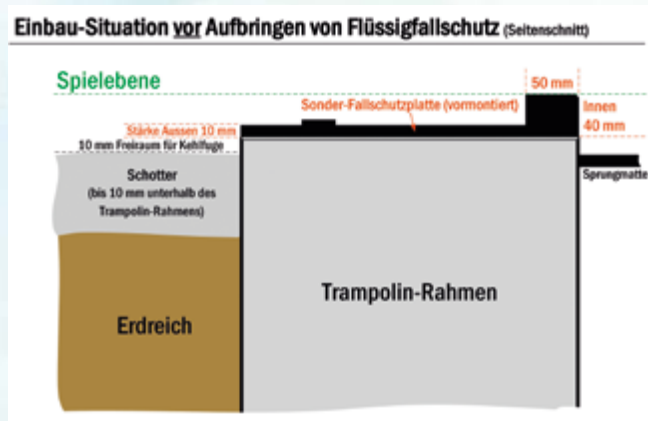 Einbau-Situation vor Aufbringen von Flüssigfallschutz (Seitenschnitt)
Spielebene
50 mm
Sonder-Fallschutzplatte (vormontiert)
Innen
40 mm
Stärke Aussen 10 mm
10 mm Freiraum für Kehlfuge
Schotter
(bis 10 mm unterhalb des
Trampolin-Rahmens)
Sprungmatte
Trampolin-Rahmen
Erdreich